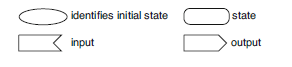 identifies initial state
state
input
output